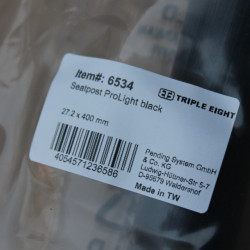 Item#: 6534
TRIPLE EIGHT
Seatpost ProLight black
27.2 x 400 mm
4054571236586
Panting System GmbH
& Co. KG
Ludwig-Hüttner-Str 5-7
D-95679 Waldershof
Made in TW